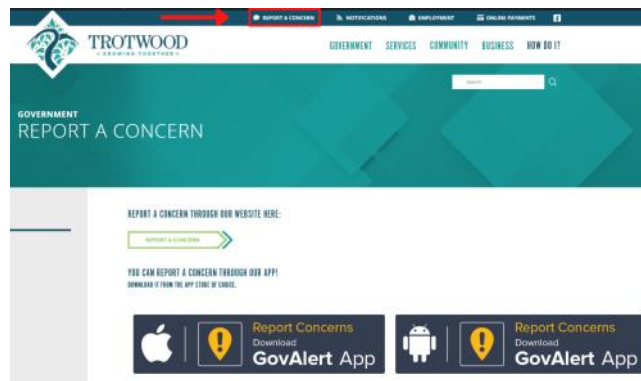 REPORT A CONCERN NOTIFICATIONS EMPLOYMENT ONLINE PAYMENTS
TROTWOOD
GROWING TOGETHER
GOVERNMENT SERVICES COMMUNITY BUSINESS HOW DO I?
Search
GOVERNMENT
REPORT A CONCERN
REPORT A CONCERN THROUGH OUR WEBSITE HERE:
REPORT A CONCERN
YOU CAN REPORT A CONCERN THROUGH OUR APP!
DOWNLOAD IT FROM THE APP STORE OF CHOICE.
Report Concerns
Download
GovAlert App
Report Concerns
Download
GovAlert App